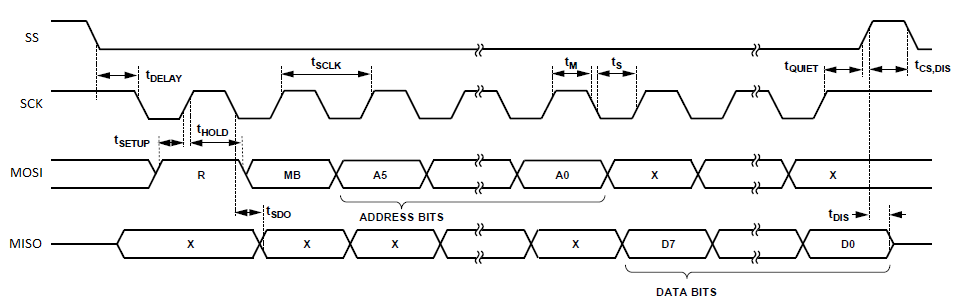 SS
tDELAY
tSCLK
tM
tS
tQUIET
tCS,DIS
SCK
tSETUP
tHOLD
MOSI
R
MB
A5
A0
X
X
ADDRESS BITS
tSDO
tDIS
MISO
X
X
X
X
D7
D0
DATA BITS